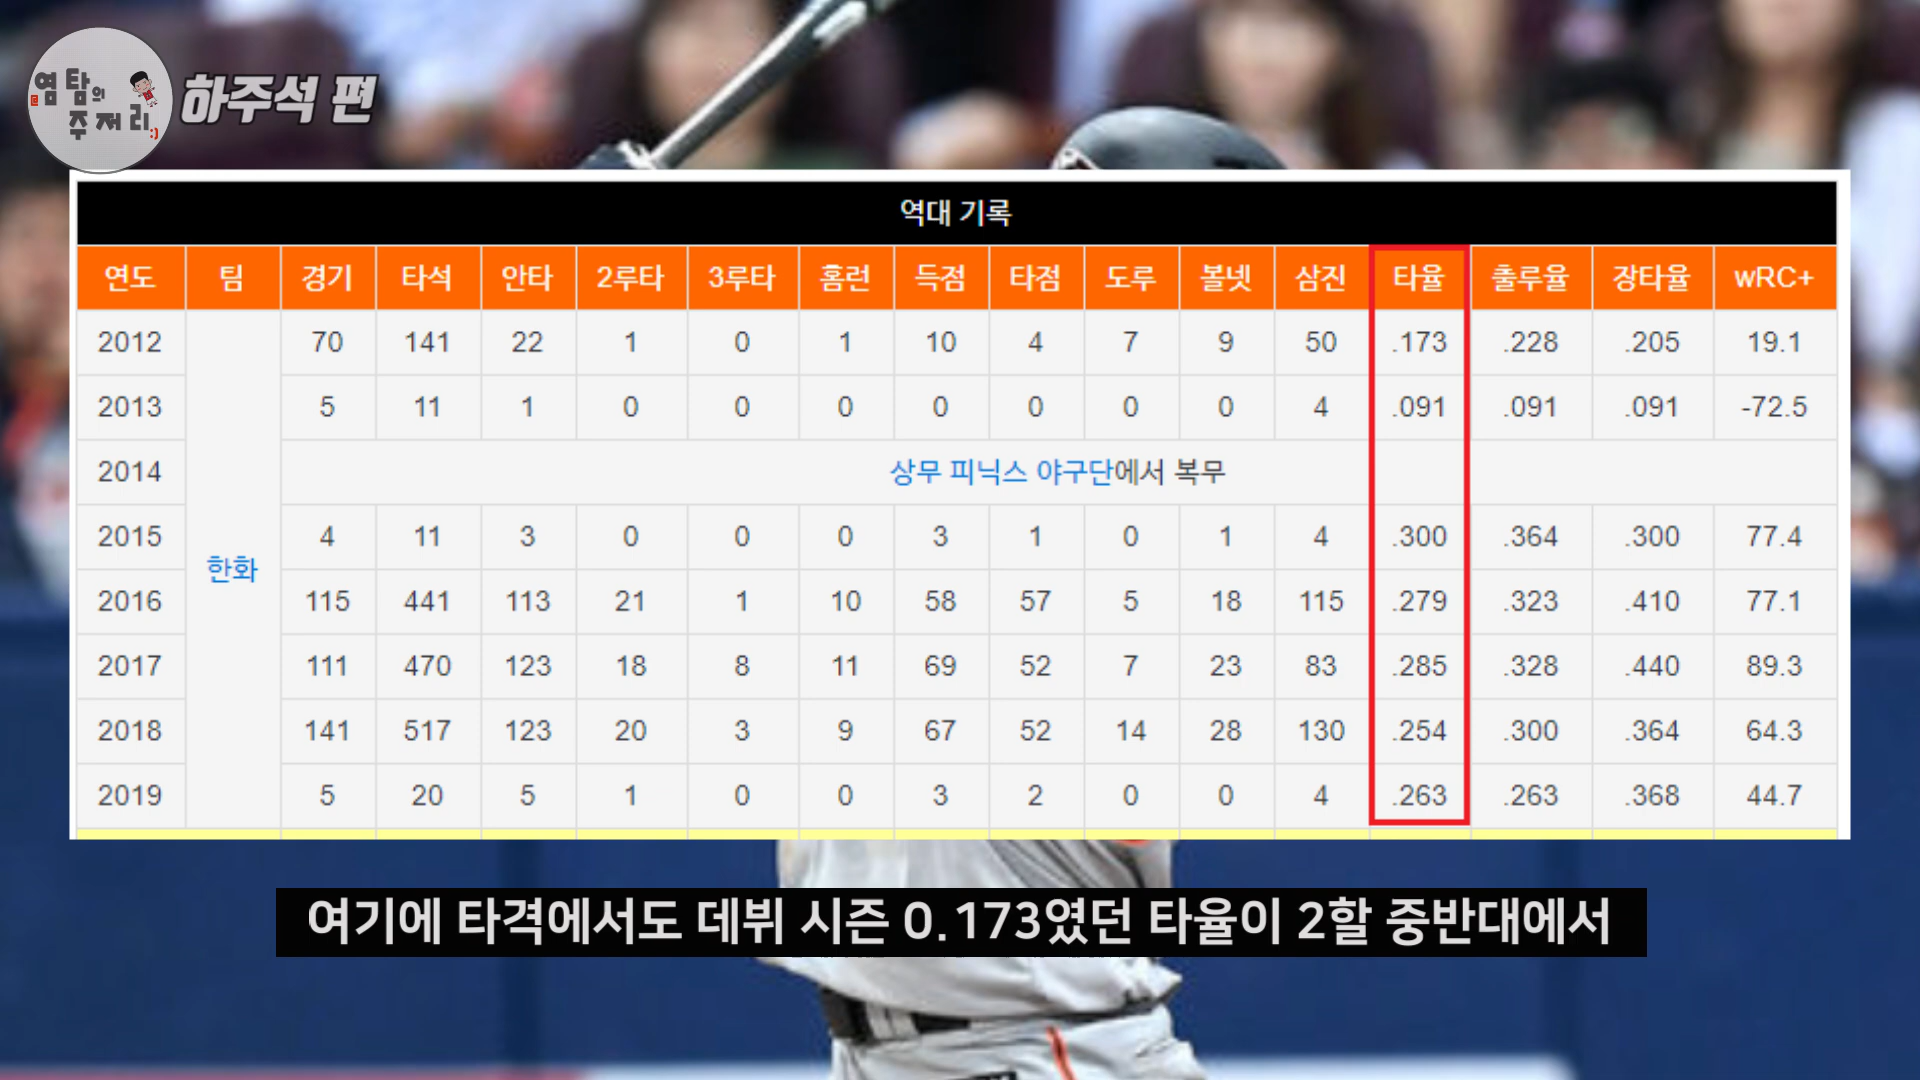 염탐의
주저리:)
하주석 편
역대 기록
연도 팀 경기 타석 안타 2루타 3루타 홈런 득점 타점 도루 볼넷 삼진 타율 출루율 장타율 wRC+
2012 70 141 22 1 0 1 10 4 7 9 50 .173 .228 .205 19.1
2013 5 11 1 0 0 0 0 0 0 0 4 .091 .091 .091 -72.5
2014 상무 피닉스 야구단에서 복무
2015 4 11 3 0 0 0 3 1 0 1 4 .300 .364 .300 77.4
한화
2016 115 441 113 21 1 10 58 57 5 18 115 .279 .323 .410 77.1
2017 111 470 123 18 8 11 69 52 7 23 83 .285 .328 .440 89.3
2018 141 517 123 20 3 9 67 52 14 28 130 .254 .300 .364 64.3
2019 5 20 5 1 0 0 3 2 0 0 4 .263 .263 .368 44.7
여기에 타격에서도 데뷔 시즌 0.173였던 타율이 2할 중반대에서